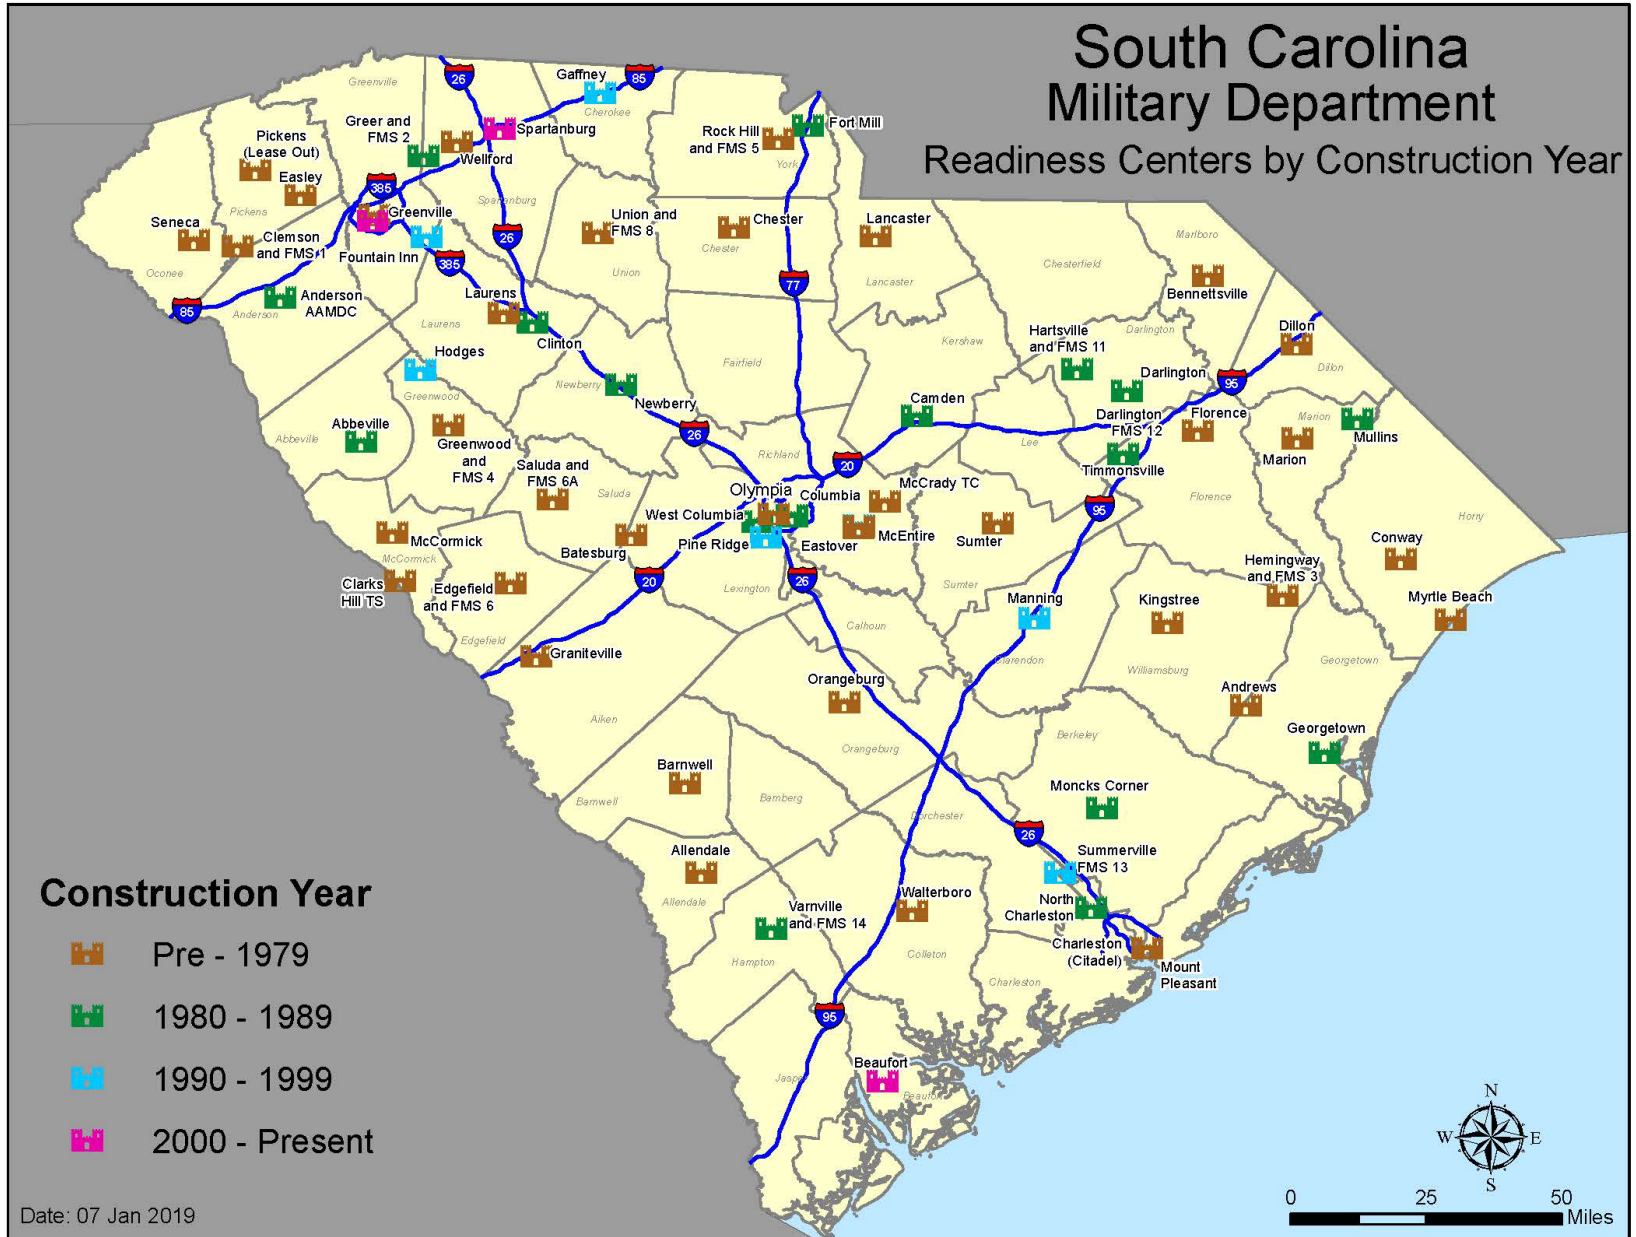 South Carolina
Military Department
Readiness Centers by Construction Year
26
85
Gaffney
Greenville
Cherokee
Pickens
(Lease Out)
Greer and
FMS 2
Spartanburg
Rock Hill
and FMS 5
Fort Mill
Wellford
York
Easley
385
Pickens
Spartanburg
Greenville
Seneca
Union and
FMS 8
Chester
Lancaster
Clemson
and FMS 1
26
Chester
Marlboro
Fountain Inn
385
Oconee
Union
Chesterfield
77
Lancaster
Bennettsville
85
Anderson
AAMDC
Laurens
Anderson
Laurens
Clinton
Hartsville
and FMS 11
Darlington
Dillon
Kershaw
Hodges
Fairfield
Dillon
Newberry
Darlington
95
Greenwood
Newberry
Camden
Abbeville
Darlington
FMS 12
Florence
Marion
Mullins
Abbeville
Greenwood
and
FMS 4
26
Lee
Marion
Richland
20
Timmonsville
Saluda and
FMS 6A
Saluda
Olympia
Columbia
McCrady TC
Florence
West Columbia
95
Horry
Pine Ridge
Eastover
McEntire
Sumter
McCormick
Batesburg
Conway
McCormick
Clarks
Hill TS
Edgefield
and FMS 6
20
Lexington
26
Sumter
Hemingway
and FMS 3
Manning
Kingstree
Myrtle Beach
Edgefield
Calhoun
Graniteville
Clarendon
Williamsburg
Georgetown
Orangeburg
Andrews
Aiken
Orangeburg
Berkeley
Georgetown
Barnwell
Barnwell
Bamberg
Moncks Corner
Dorchester
26
Allendale
Summerville
FMS 13
Allendale
Varnville
and FMS 14
Walterboro
North
Charleston
Charleston
(Citadel)
Hampton
Colleton
Mount
Pleasant
Charleston
95
Beaufort
Jasper
Beaufort
Construction Year
Pre - 1979
1980 - 1989
1990 - 1999
2000 - Present
N
W
E
S
0
25
50
Miles
Date: 07 Jan 2019